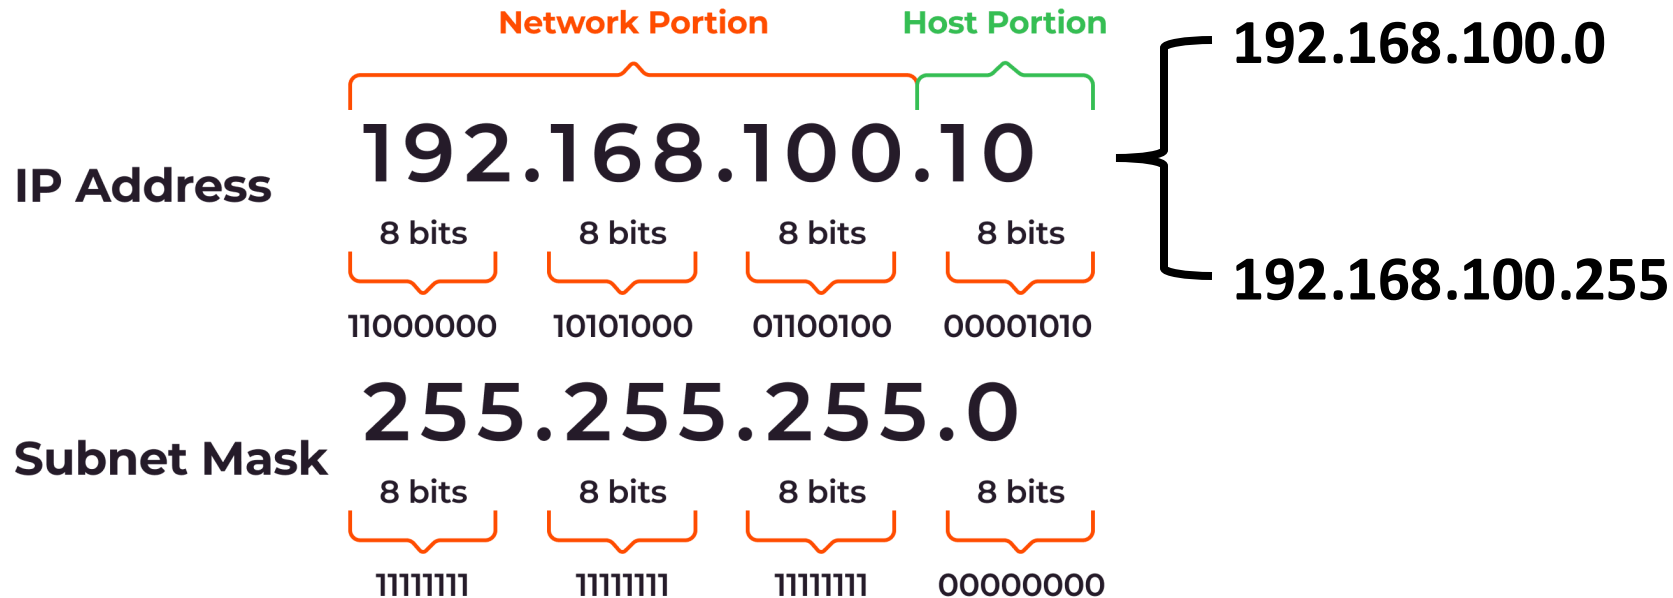 Network Portion Host Portion
192.168.100.0
IP Address 192.168.100.10
8 bits 8 bits 8 bits 8 bits
192.168.100.255
11000000 10101000 01100100 00001010
Subnet Mask 255.255.255.0
8 bits 8 bits 8 bits 8 bits
11111111 11111111 11111111 00000000